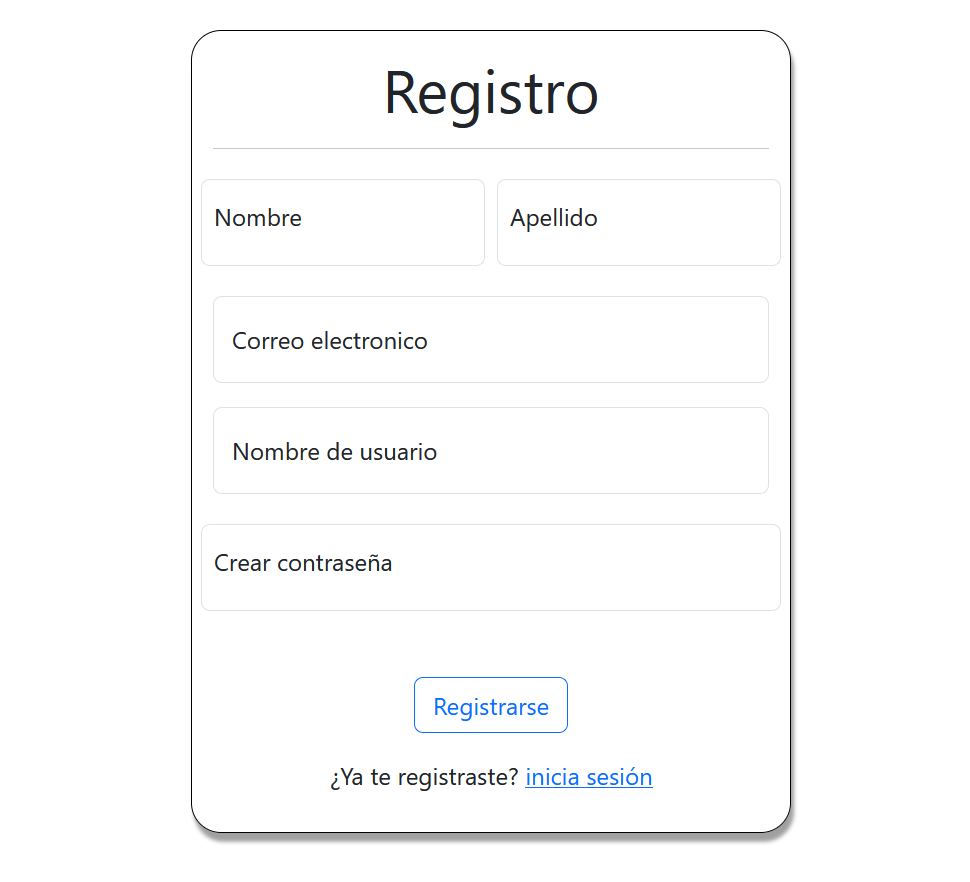 Registro
Nombre
Apellido
Correo electronico
Nombre de usuario
Crear contraseña
Registrarse
¿Ya te registraste? inicia sesión